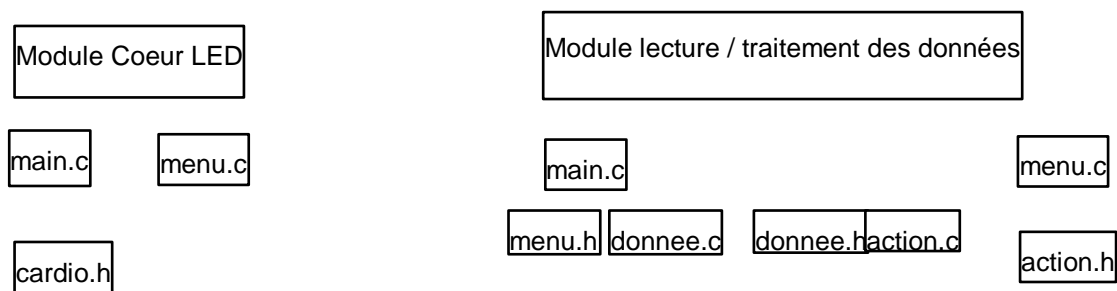 Module Coeur LED
Module lecture / traitement des données
main.c
menu.c
main.c
menu.c
menu.h
donnee.c
donnee.h
action.c
cardio.h
action.h